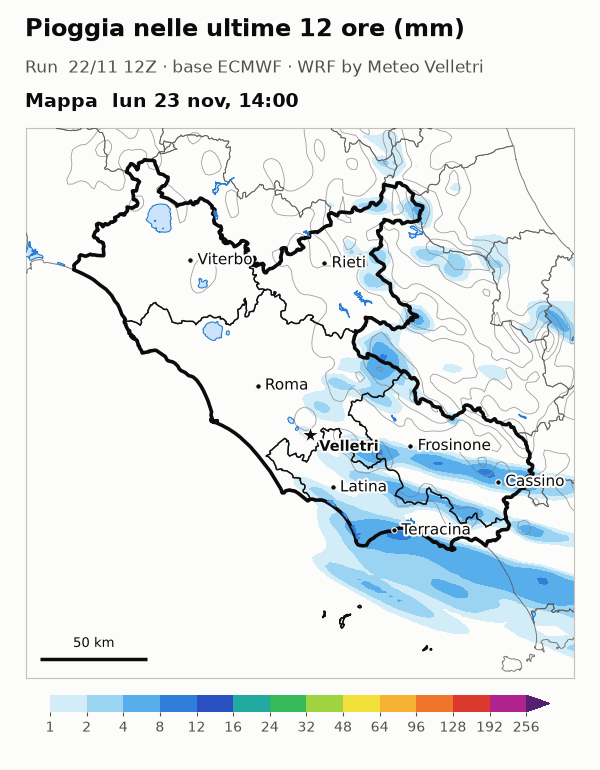 Pioggia nelle ultime 12 ore (mm)
Run  22/11 12Z · base ECMWF · WRF by Meteo Velletri
Mappa  lun 23 nov, 14:00
Viterbo
Rieti
Roma
Velletri
Frosinone
Cassino
Latina
Terracina
50 km
1 2 4 8 12 16 24 32 48 64 96 128 192 256